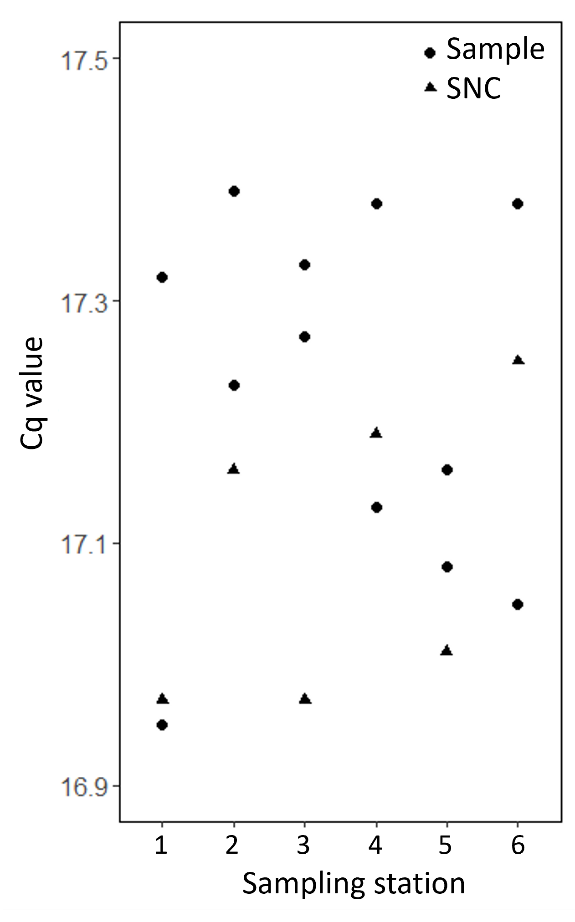 Sample
SNC
17.5
17.3
17.1
16.9
Cq value
1 2 3 4 5 6
Sampling station